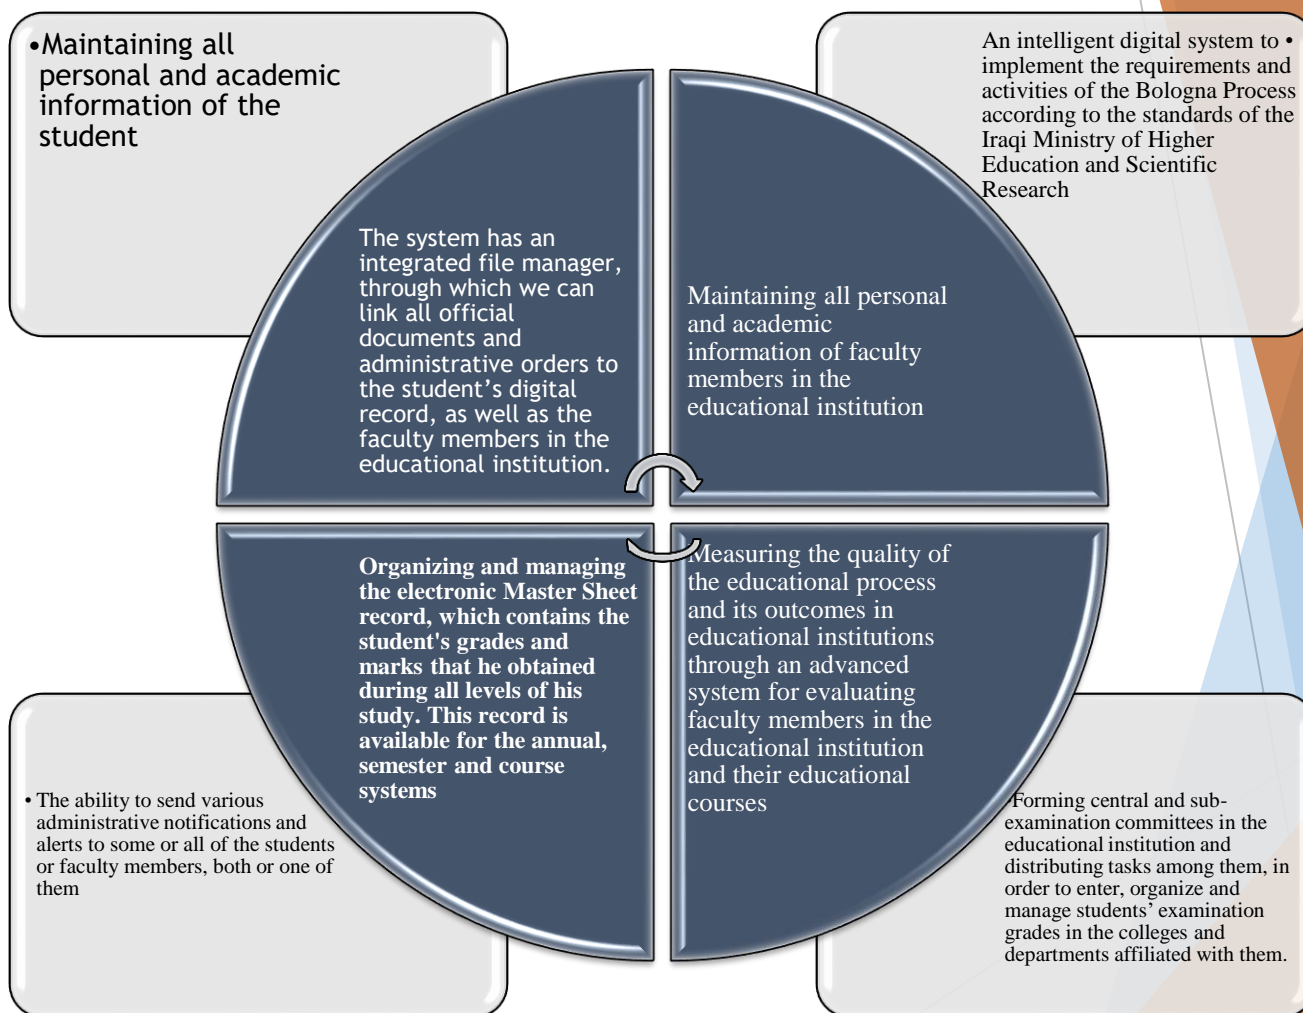 •Maintaining all
personal and academic
information of the
student
An intelligent digital system to •
implement the requirements and
activities of the Bologna Process
according to the standards of the
Iraqi Ministry of Higher
Education and Scientific
Research
The system has an
integrated file manager,
through which we can
link all official
documents and
administrative orders to
the student’s digital
record, as well as the
faculty members in the
educational institution.
Maintaining all personal
and academic
information of faculty
members in the
educational institution
Organizing and managing
the electronic Master Sheet
record, which contains the
student's grades and
marks that he obtained
during all levels of his
study. This record is
available for the annual,
semester and course
systems
Measuring the quality of
the educational process
and its outcomes in
educational institutions
through an advanced
system for evaluating
faculty members in the
educational institution
and their educational
courses
• The ability to send various
administrative notifications and
alerts to some or all of the students
or faculty members, both or one of
them
Forming central and sub-
examination committees in the
educational institution and
distributing tasks among them, in
order to enter, organize and
manage students’ examination
grades in the colleges and
departments affiliated with them.